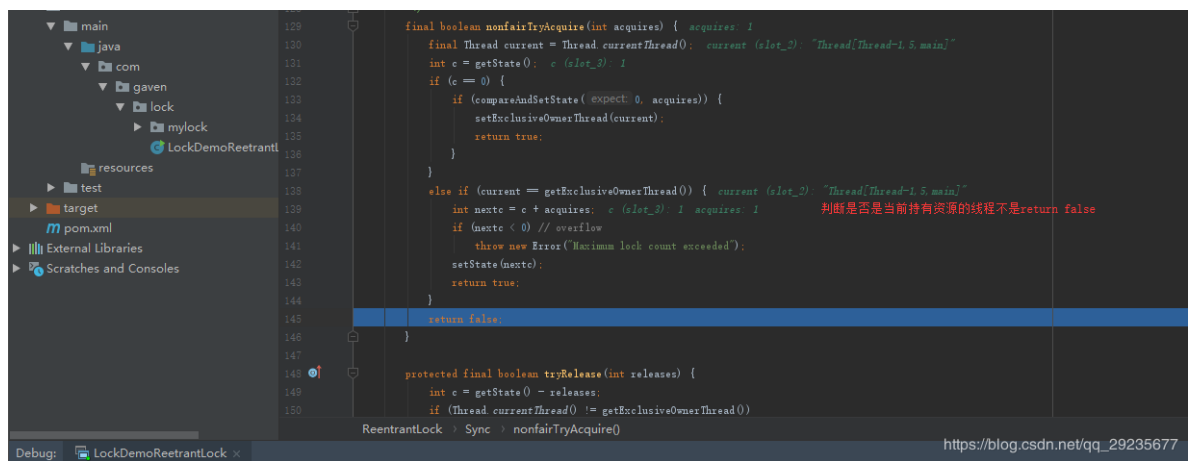 main
java
com
gaven
lock
mylock
LockDemoReetrantL
resources
test
target
pom.xml
External Libraries
Scratches and Consoles
129 final boolean nonfairTryAcquire(int acquires) { acquires: 1
130 final Thread current = Thread.currentThread(); current (slot_2): "Thread[Thread-1,5,main]"
131 int c = getState(); c (slot_3): 1
132 if (c == 0) {
133 if (compareAndSetState( expect: 0, acquires)) {
134 setExclusiveOwnerThread(current);
135 return true;
136 }
137 }
138 else if (current == getExclusiveOwnerThread()) { current (slot_2): "Thread[Thread-1,5,main]"
139 int nextc = c + acquires; c (slot_3): 1 acquires: 1 判断是否是当前持有资源的线程不是return false
140 if (nextc < 0) // overflow
141 throw new Error("Maximum lock count exceeded");
142 setState(nextc);
143 return true;
144 }
145 return false;
146 }
147
148 protected final boolean tryRelease(int releases) {
149 int c = getState() - releases;
150 if (Thread.currentThread() != getExclusiveOwnerThread())
ReentrantLock > Sync > nonfairTryAcquire()
https://blog.csdn.net/qq_29235677
Debug: LockDemoReetrantLock ×